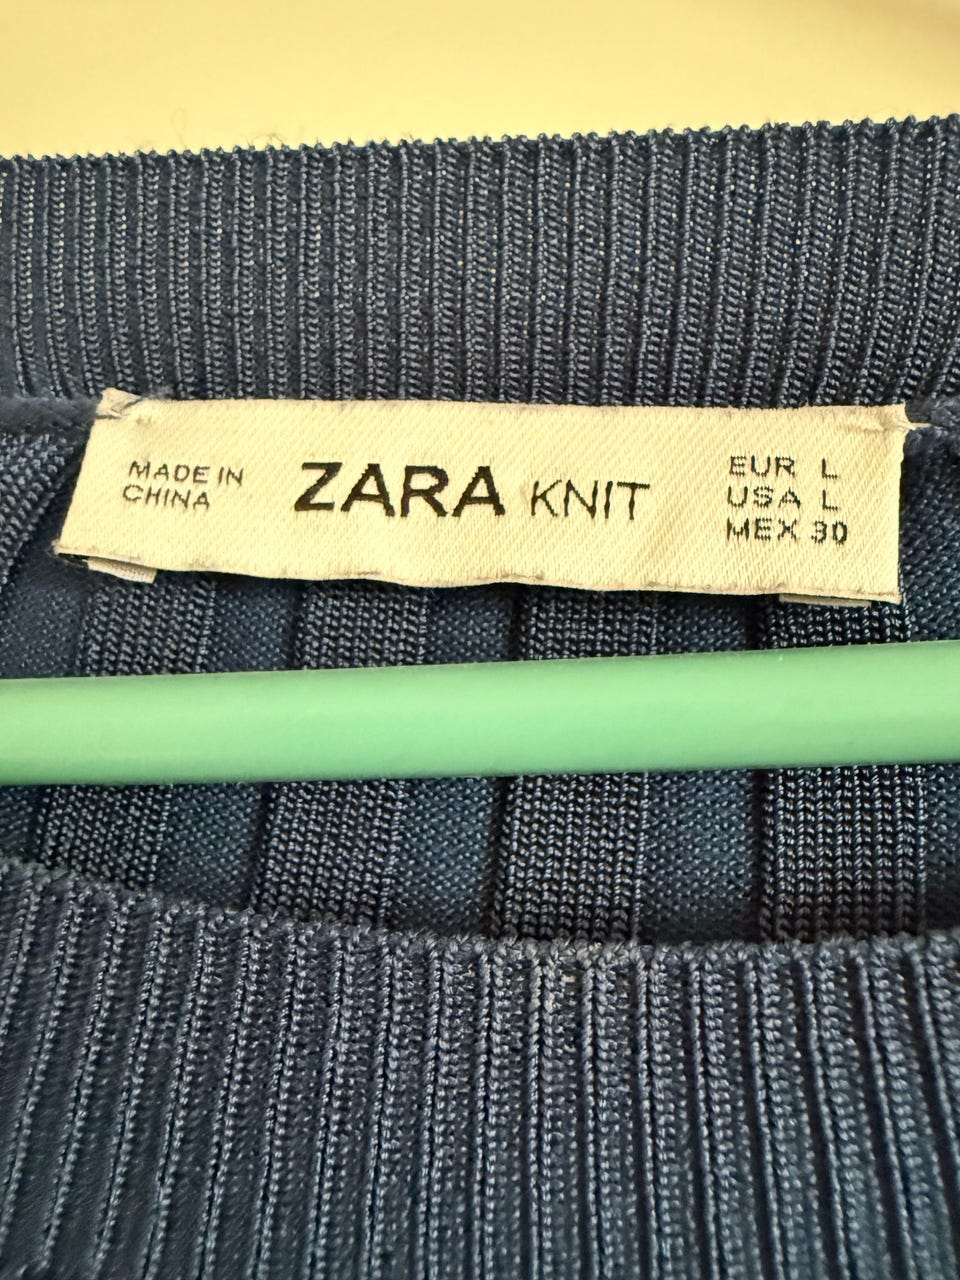 MADE IN
CHINA
ZARA KNIT
EUR L
USA L
MEX 30